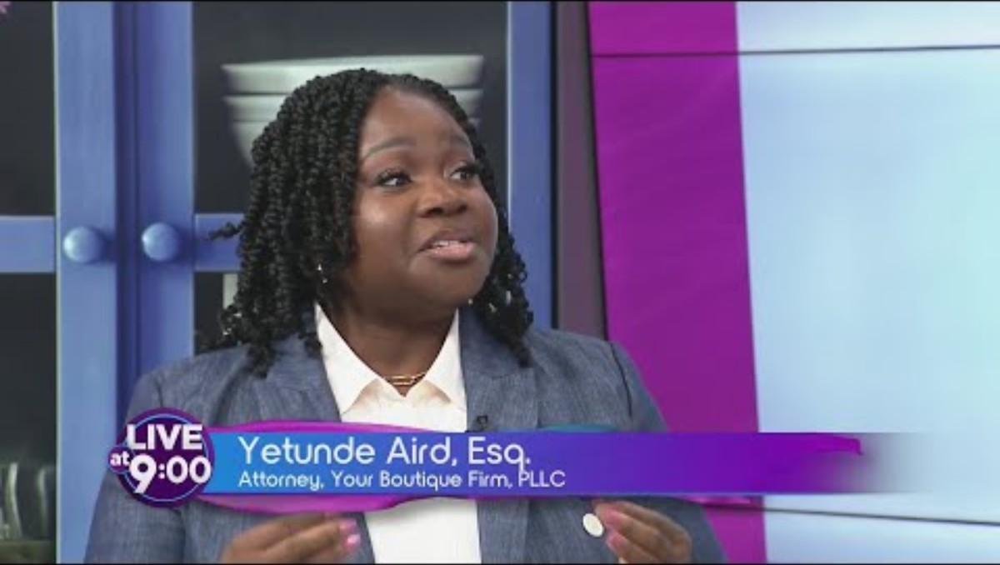 LIVE
at
9:00
Yetunde Aird, Esq.
Attorney, Your Boutique Firm, PLLC